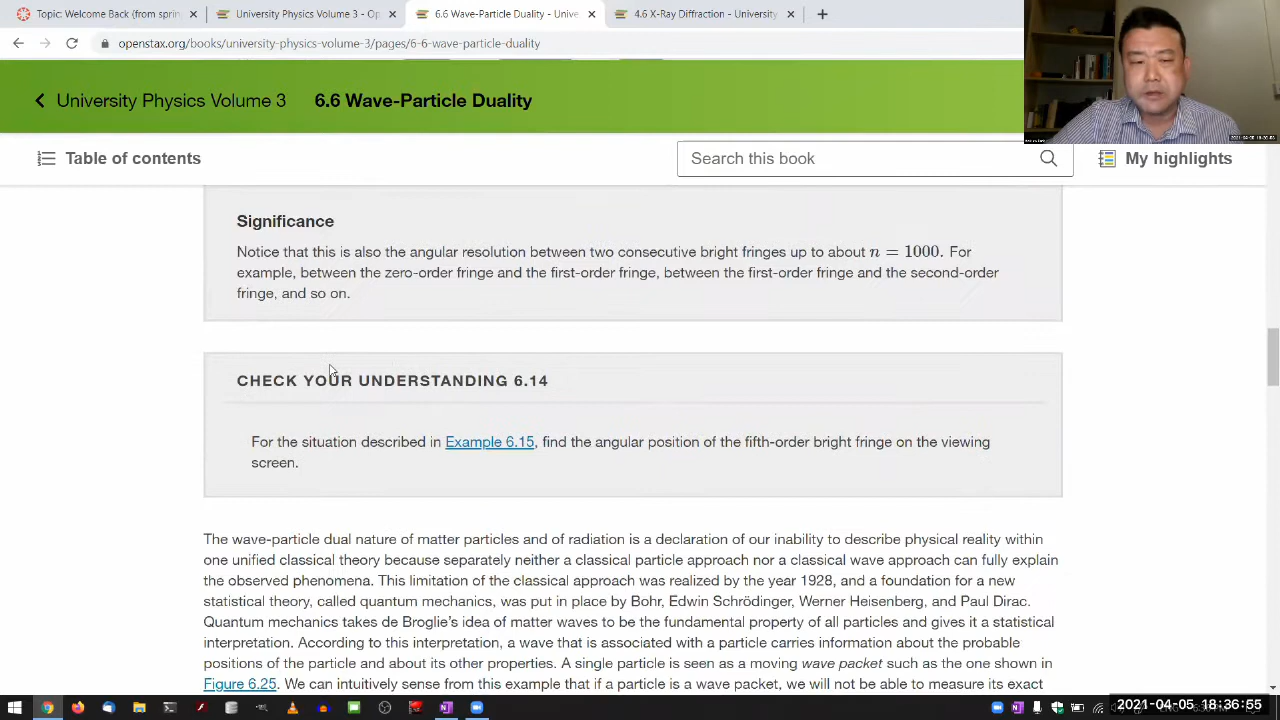 Topic: Welcome Back (from sprin
University Physics Volume 3 - Op
6.6 Wave-Particle Duality - Unive
4.6 X-Ray Diffraction - University
openstax.org/books/university-physics-volume-3/pages/6-6-wave-particle-duality
University Physics Volume 3
6.6 Wave-Particle Duality
Table of contents
Search this book
My highlights
Significance
Notice that this is also the angular resolution between two consecutive bright fringes up to about n = 1000. For
example, between the zero-order fringe and the first-order fringe, between the first-order fringe and the second-order
fringe, and so on.
CHECK YOUR UNDERSTANDING 6.14
For the situation described in Example 6.15, find the angular position of the fifth-order bright fringe on the viewing
screen.
The wave-particle dual nature of matter particles and of radiation is a declaration of our inability to describe physical reality within
one unified classical theory because separately neither a classical particle approach nor a classical wave approach can fully explain
the observed phenomena. This limitation of the classical approach was realized by the year 1928, and a foundation for a new
statistical theory, called quantum mechanics, was put in place by Bohr, Edwin Schrödinger, Werner Heisenberg, and Paul Dirac.
Quantum mechanics takes de Broglie's idea of matter waves to be the fundamental property of all particles and gives it a statistical
interpretation. According to this interpretation, a wave that is associated with a particle carries information about the probable
positions of the particle and about its other properties. A single particle is seen as a moving wave packet such as the one shown in
Figure 6.25. We can intuitively sense from this example that if a particle is a wave packet, we will not be able to measure its exact
2021-04-05 18:36:55